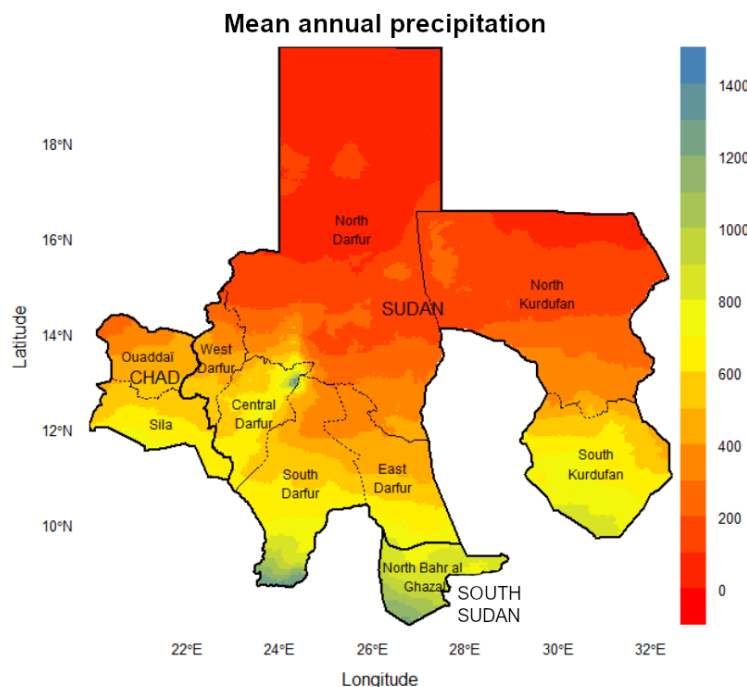 Mean annual precipitation
1400
1200
1000
800
600
400
200
0
18°N
16°N
14°N
12°N
10°N
Latitude
North
Darfur
North
Kurdufan
SUDAN
Ouaddaï
West
Darfur
CHAD
Sila
Central
Darfur
South
Darfur
East
Darfur
South
Kurdufan
North Bahr al
Ghazal
SOUTH
SUDAN
22°E
24°E
26°E
28°E
30°E
32°E
Longitude